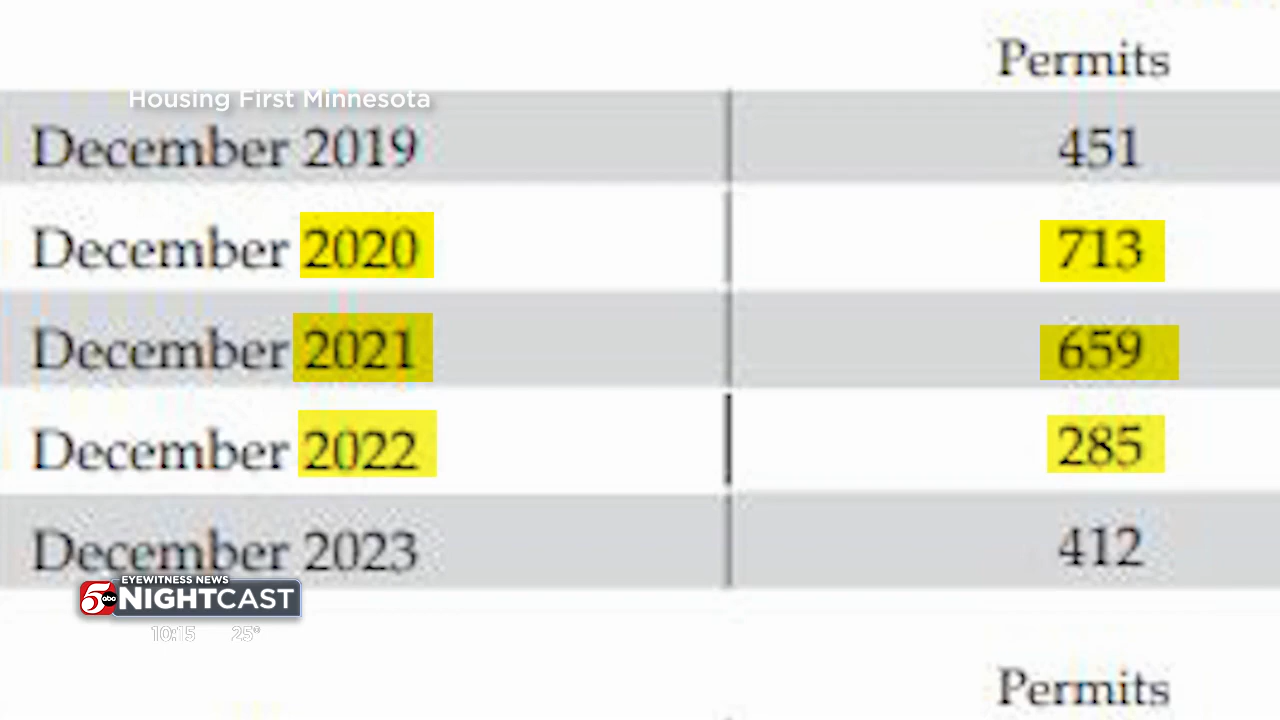 Permits
Housing First Minnesota
December 2019 451
December 2020 713
December 2021 659
December 2022 285
December 2023 412
EYEWITNESS NEWS
5 abc NIGHTCAST
10:15 25°
Permits